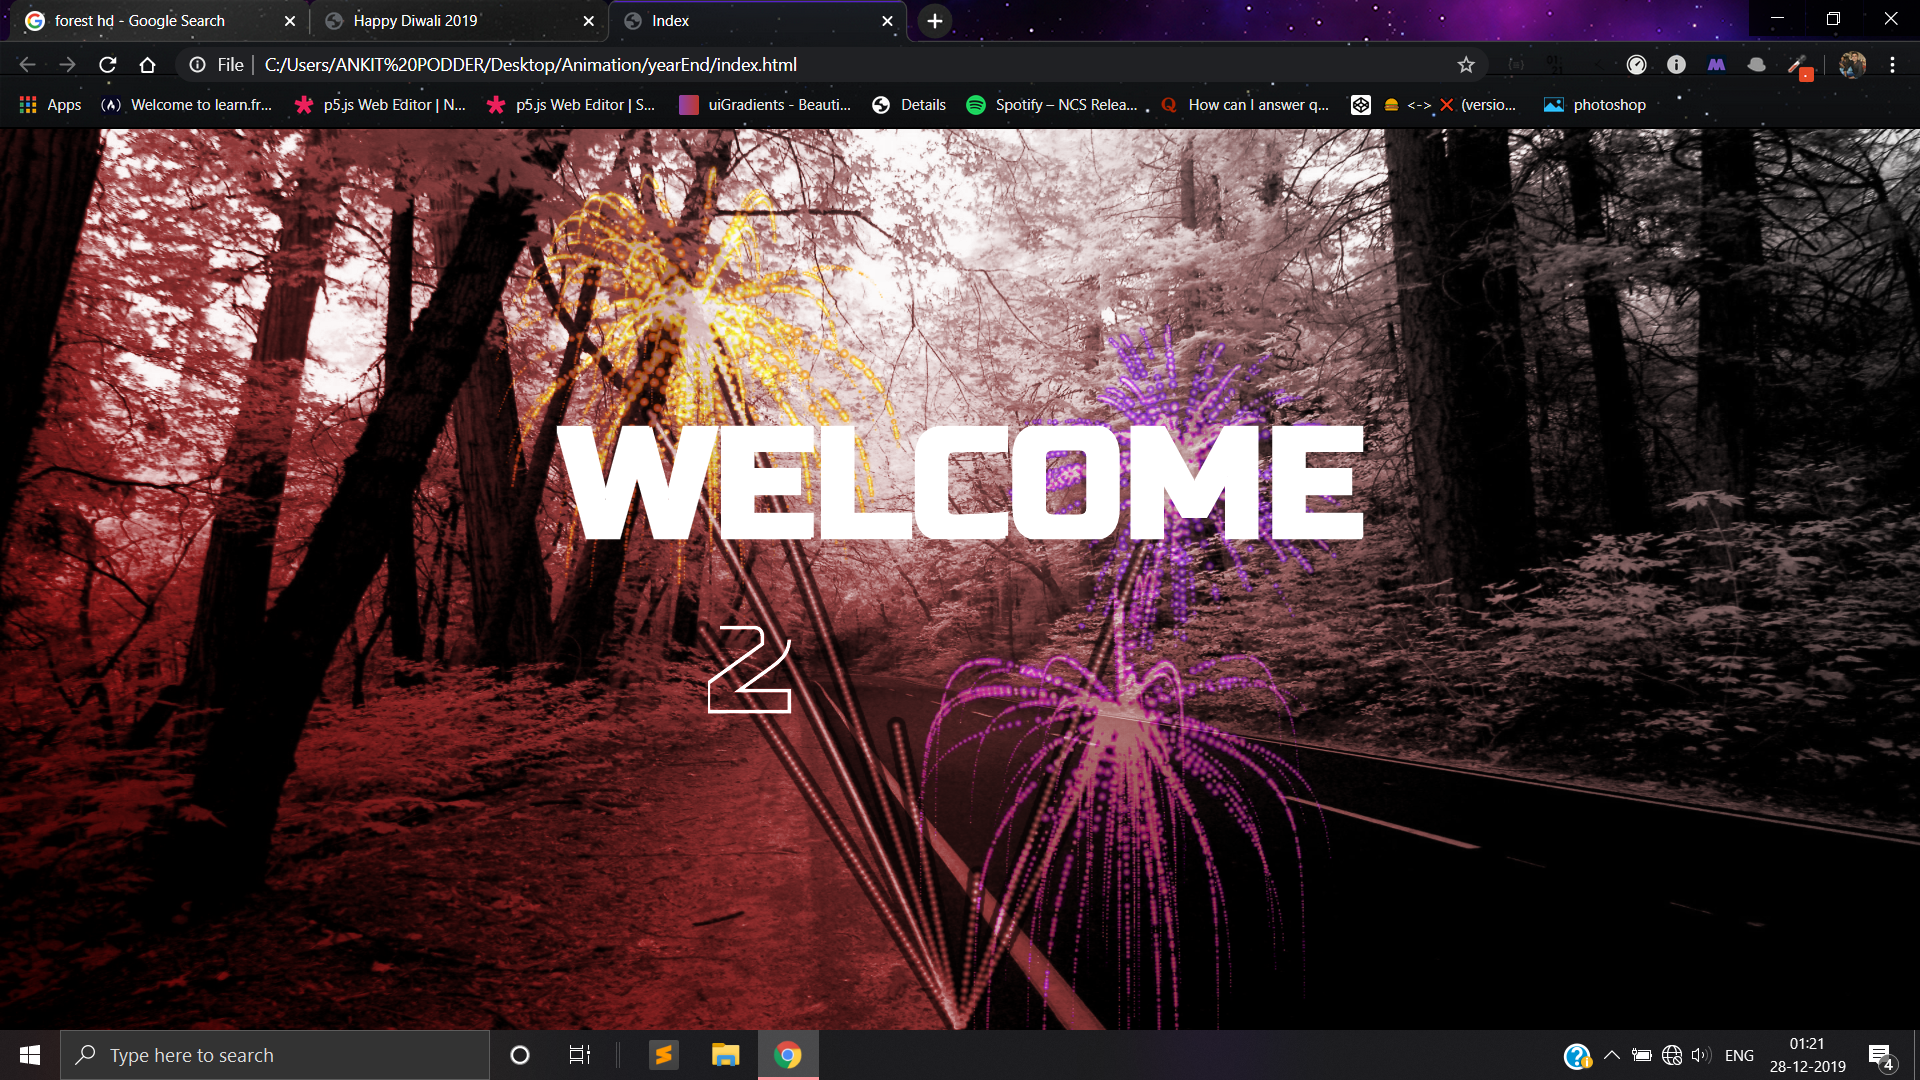 forest hd - Google Search
Happy Diwali 2019
Index
File
C:/Users/ANKIT%20PODDER/Desktop/Animation/yearEnd/index.html
Apps
Welcome to learn.fr...
p5.js Web Editor | N...
p5.js Web Editor | S...
uiGradients - Beauti...
Details
Spotify – NCS Relea...
How can I answer q...
<-> ❌ (versio...
photoshop
WELCOME
2
Type here to search
ENG
01:21
28-12-2019
4